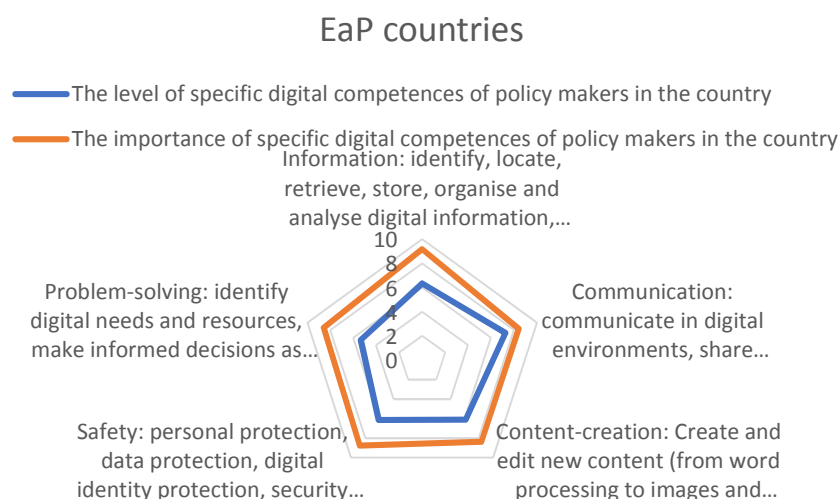 EaP countries
The level of specific digital competences of policy makers in the country
The importance of specific digital competences of policy makers in the country
Information: identify, locate,
retrieve, store, organise and
analyse digital information,...
10
8
6
4
2
0
Communication:
communicate in digital
environments, share...
Content-creation: Create and
edit new content (from word
processing to images and...
Safety: personal protection,
data protection, digital
identity protection, security...
Problem-solving: identify
digital needs and resources,
make informed decisions as...